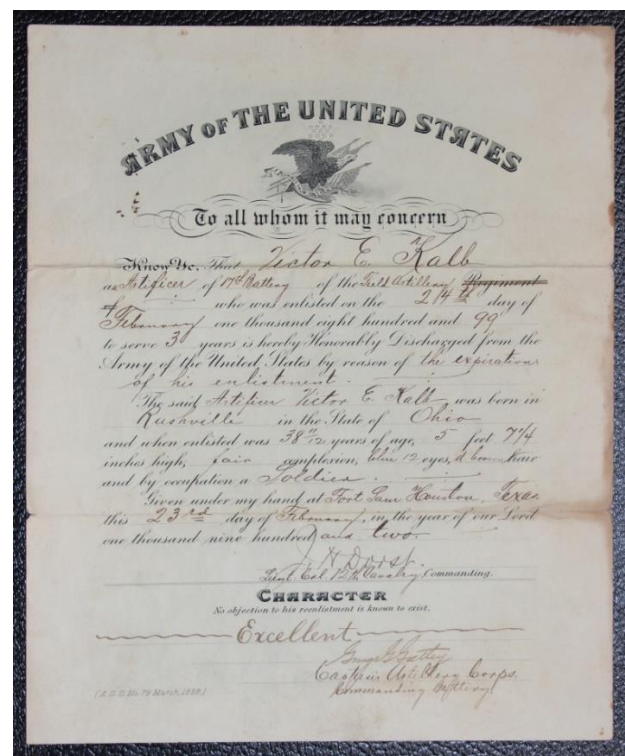 ARMY OF THE UNITED STATES
To all whom it may concern
Know Ye, That Victor E. Kalb
an Artificer of 17th Battery of the Field Artillery Regiment
of who was enlisted on the 24th day of
February one thousand eight hundred and 99
to serve 3 years is hereby Honorably Discharged from the
Army of the United States by reason of the expiration
of his enlistment.
The said Artificer Victor E. Kalb was born in
Rushville in the State of Ohio
and when enlisted was 38 years of age, 5 feet 7 1/4
inches high, fair complexion, blue 12 eyes, d brown hair
and by occupation a Soldier.
Given under my hand at Fort Sam Houston, Texas
this 23rd day of February, in the year of our Lord
one thousand nine hundred and two.
J H Dorst
Lieut. Col. 12th Cavalry Commanding.
CHARACTER
No objection to his reenlistment is known to exist.
Excellent
Captain Artillery Corps.
Commanding Battery